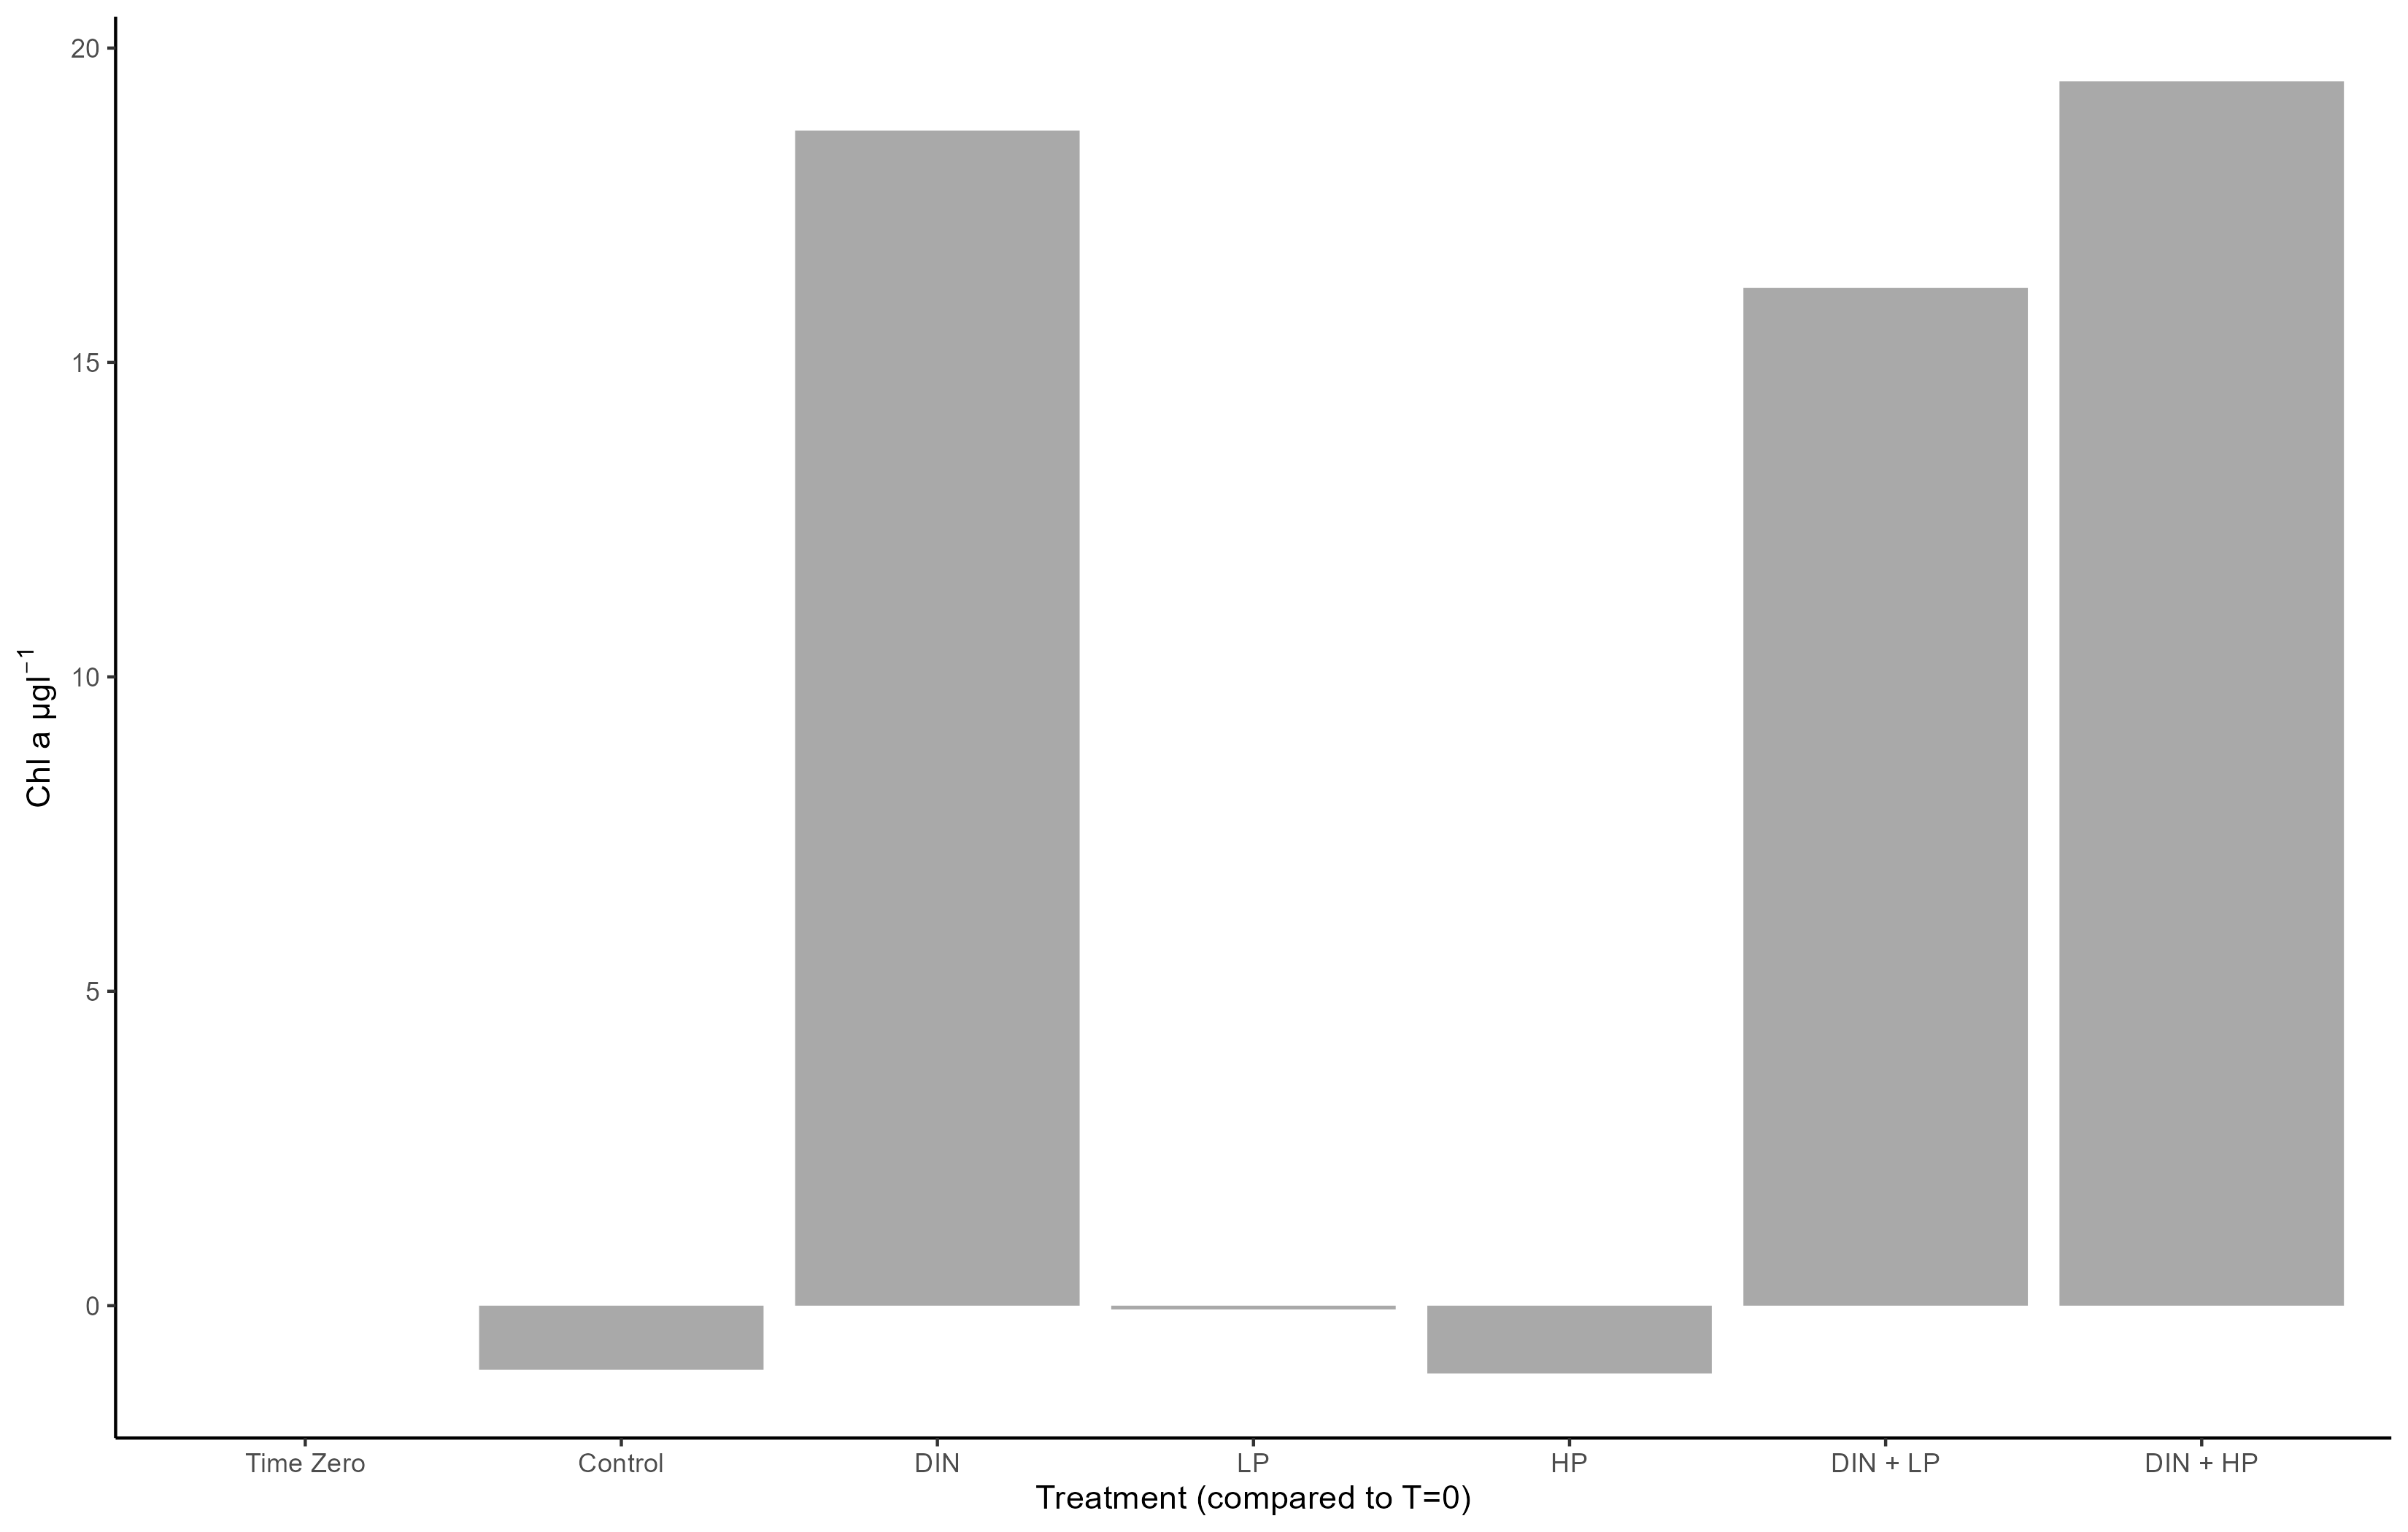 Chl a µgl⁻¹
20
15
10
5
0
Time Zero Control DIN LP HP DIN + LP DIN + HP
Treatment (compared to T=0)